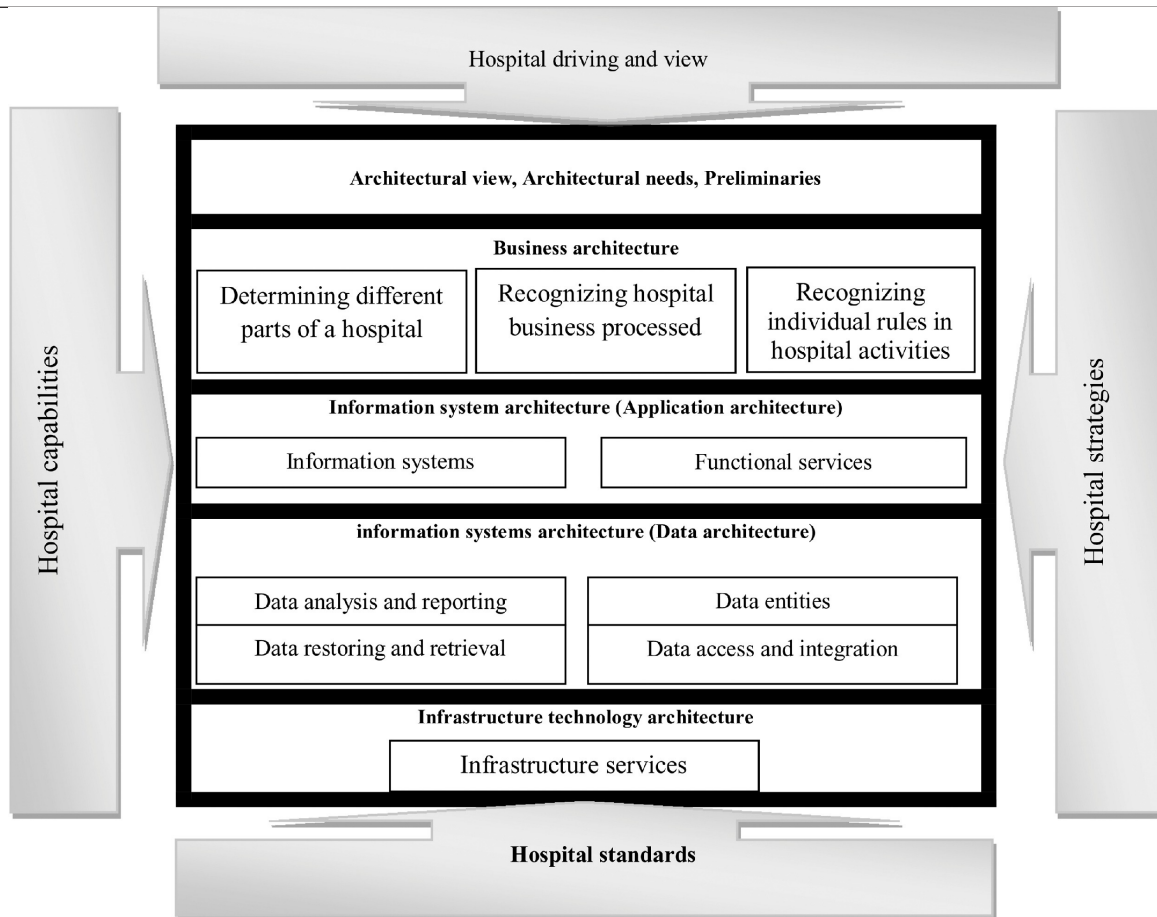 Hospital driving and view
Architectural view, Architectural needs, Preliminaries
Business architecture
Determining different
parts of a hospital
Recognizing hospital
business processed
Recognizing
individual rules in
hospital activities
Information system architecture (Application architecture)
Information systems
Functional services
information systems architecture (Data architecture)
Data analysis and reporting
Data entities
Data restoring and retrieval
Data access and integration
Infrastructure technology architecture
Infrastructure services
Hospital capabilities
Hospital strategies
Hospital standards